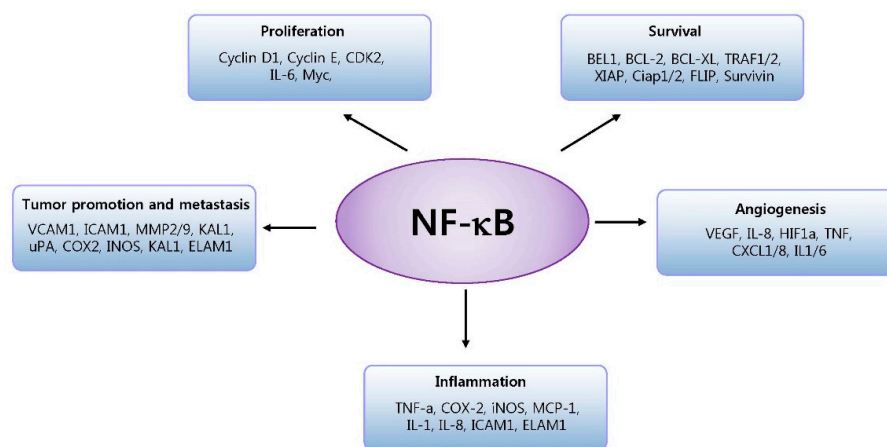 Proliferation
Cyclin D1, Cyclin E, CDK2,
IL-6, Myc,
Survival
BEL1, BCL-2, BCL-XL, TRAF1/2,
XIAP, Ciap1/2, FLIP, Survivin
Tumor promotion and metastasis
VCAM1, ICAM1, MMP2/9, KAL1,
uPA, COX2, INOS, KAL1, ELAM1
NF-κB
Angiogenesis
VEGF, IL-8, HIF1a, TNF,
CXCL1/8, IL1/6
Inflammation
TNF-a, COX-2, iNOS, MCP-1,
IL-1, IL-8, ICAM1, ELAM1